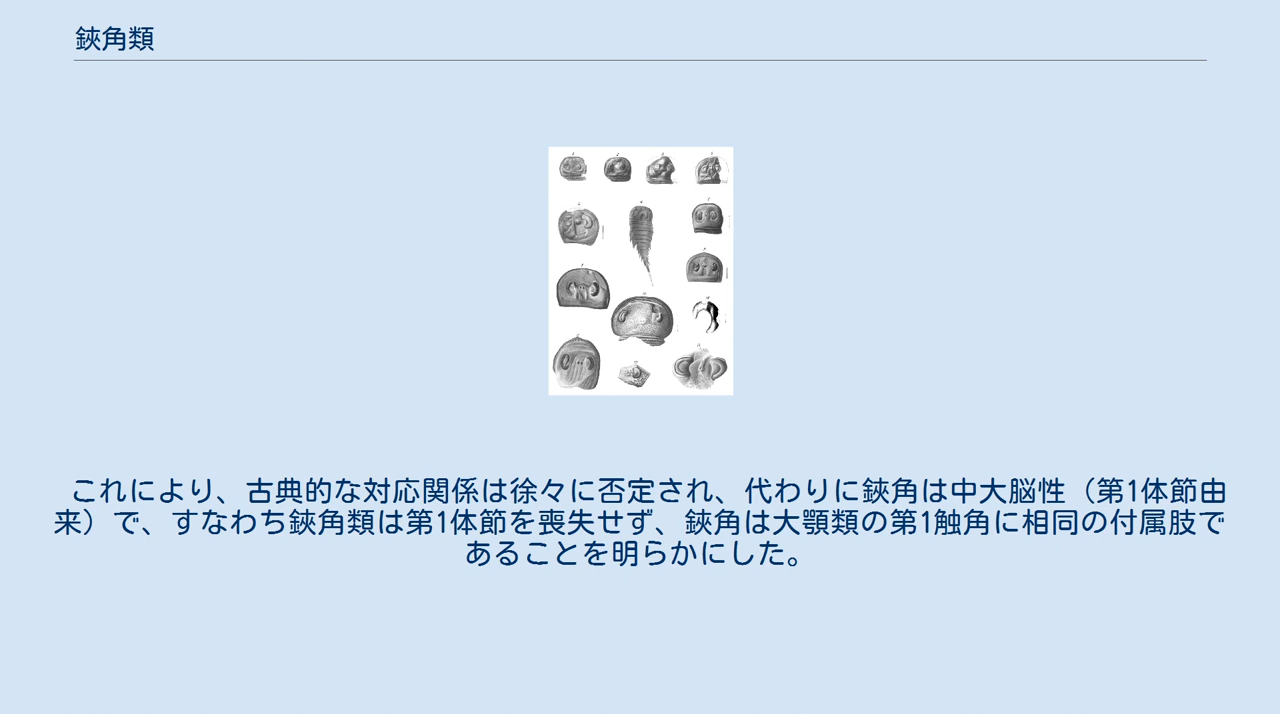 鋏角類
これにより、古典的な対応関係は徐々に否定され、代わりに鋏角は中大脳性（第1体節由
来）で、すなわち鋏角類は第1体節を喪失せず、鋏角は大顎類の第1触角に相同の付属肢で
あることを明らかにした。